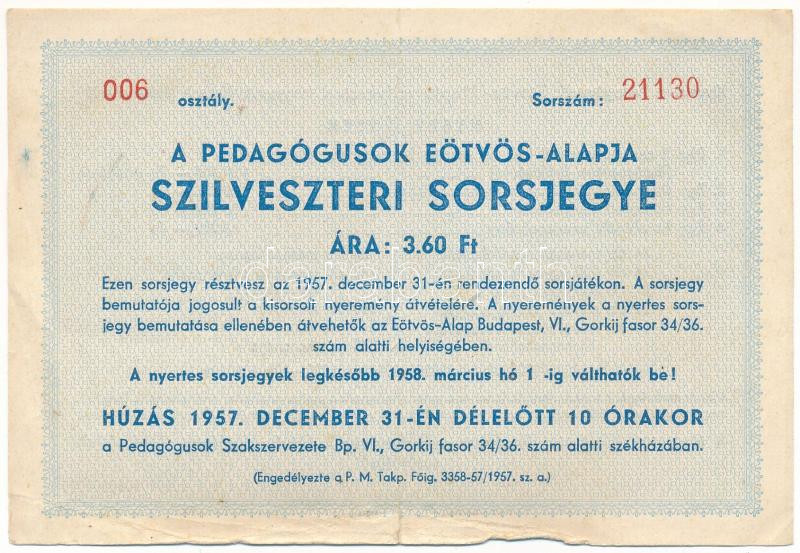 006 osztály. Sorszám: 21130
A PEDAGÓGUSOK EÖTVÖS-ALAPJA
SZILVESZTERI SORSJEGYE
ÁRA: 3.60 Ft
Ezen sorsjegy résztvesz az 1957. december 31-én rendezendő sorsjátékon. A sorsjegy
bemutatója jogosult a kisorsolt nyeremény átvételére. A nyeremények a nyertes sors-
jegy bemutatása ellenében átvehetők az Eötvös-Alap Budapest, VI., Gorkij fasor 34/36.
szám alatti helyiségében.
A nyertes sorsjegyek legkésőbb 1958. március hó 1 -ig válthatók be!
HÚZÁS 1957. DECEMBER 31-ÉN DÉLELŐTT 10 ÓRAKOR
a Pedagógusok Szakszervezete Bp. VI., Gorkij fasor 34/36. szám alatti székházában.
(Engedélyezte a P. M. Takp. Főig. 3358-57/1957. sz. a.)